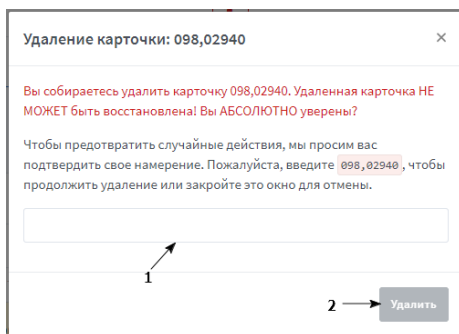 Удаление карточки: 098,02940 ×
Вы собираетесь удалить карточку 098,02940. Удаленная карточка НЕ
МОЖЕТ быть восстановлена! Вы АБСОЛЮТНО уверены?
Чтобы предотвратить случайные действия, мы просим вас
подтвердить свое намерение. Пожалуйста, введите 098,02940, чтобы
продолжить удаление или закройте это окно для отмены.
1
2 Удалить